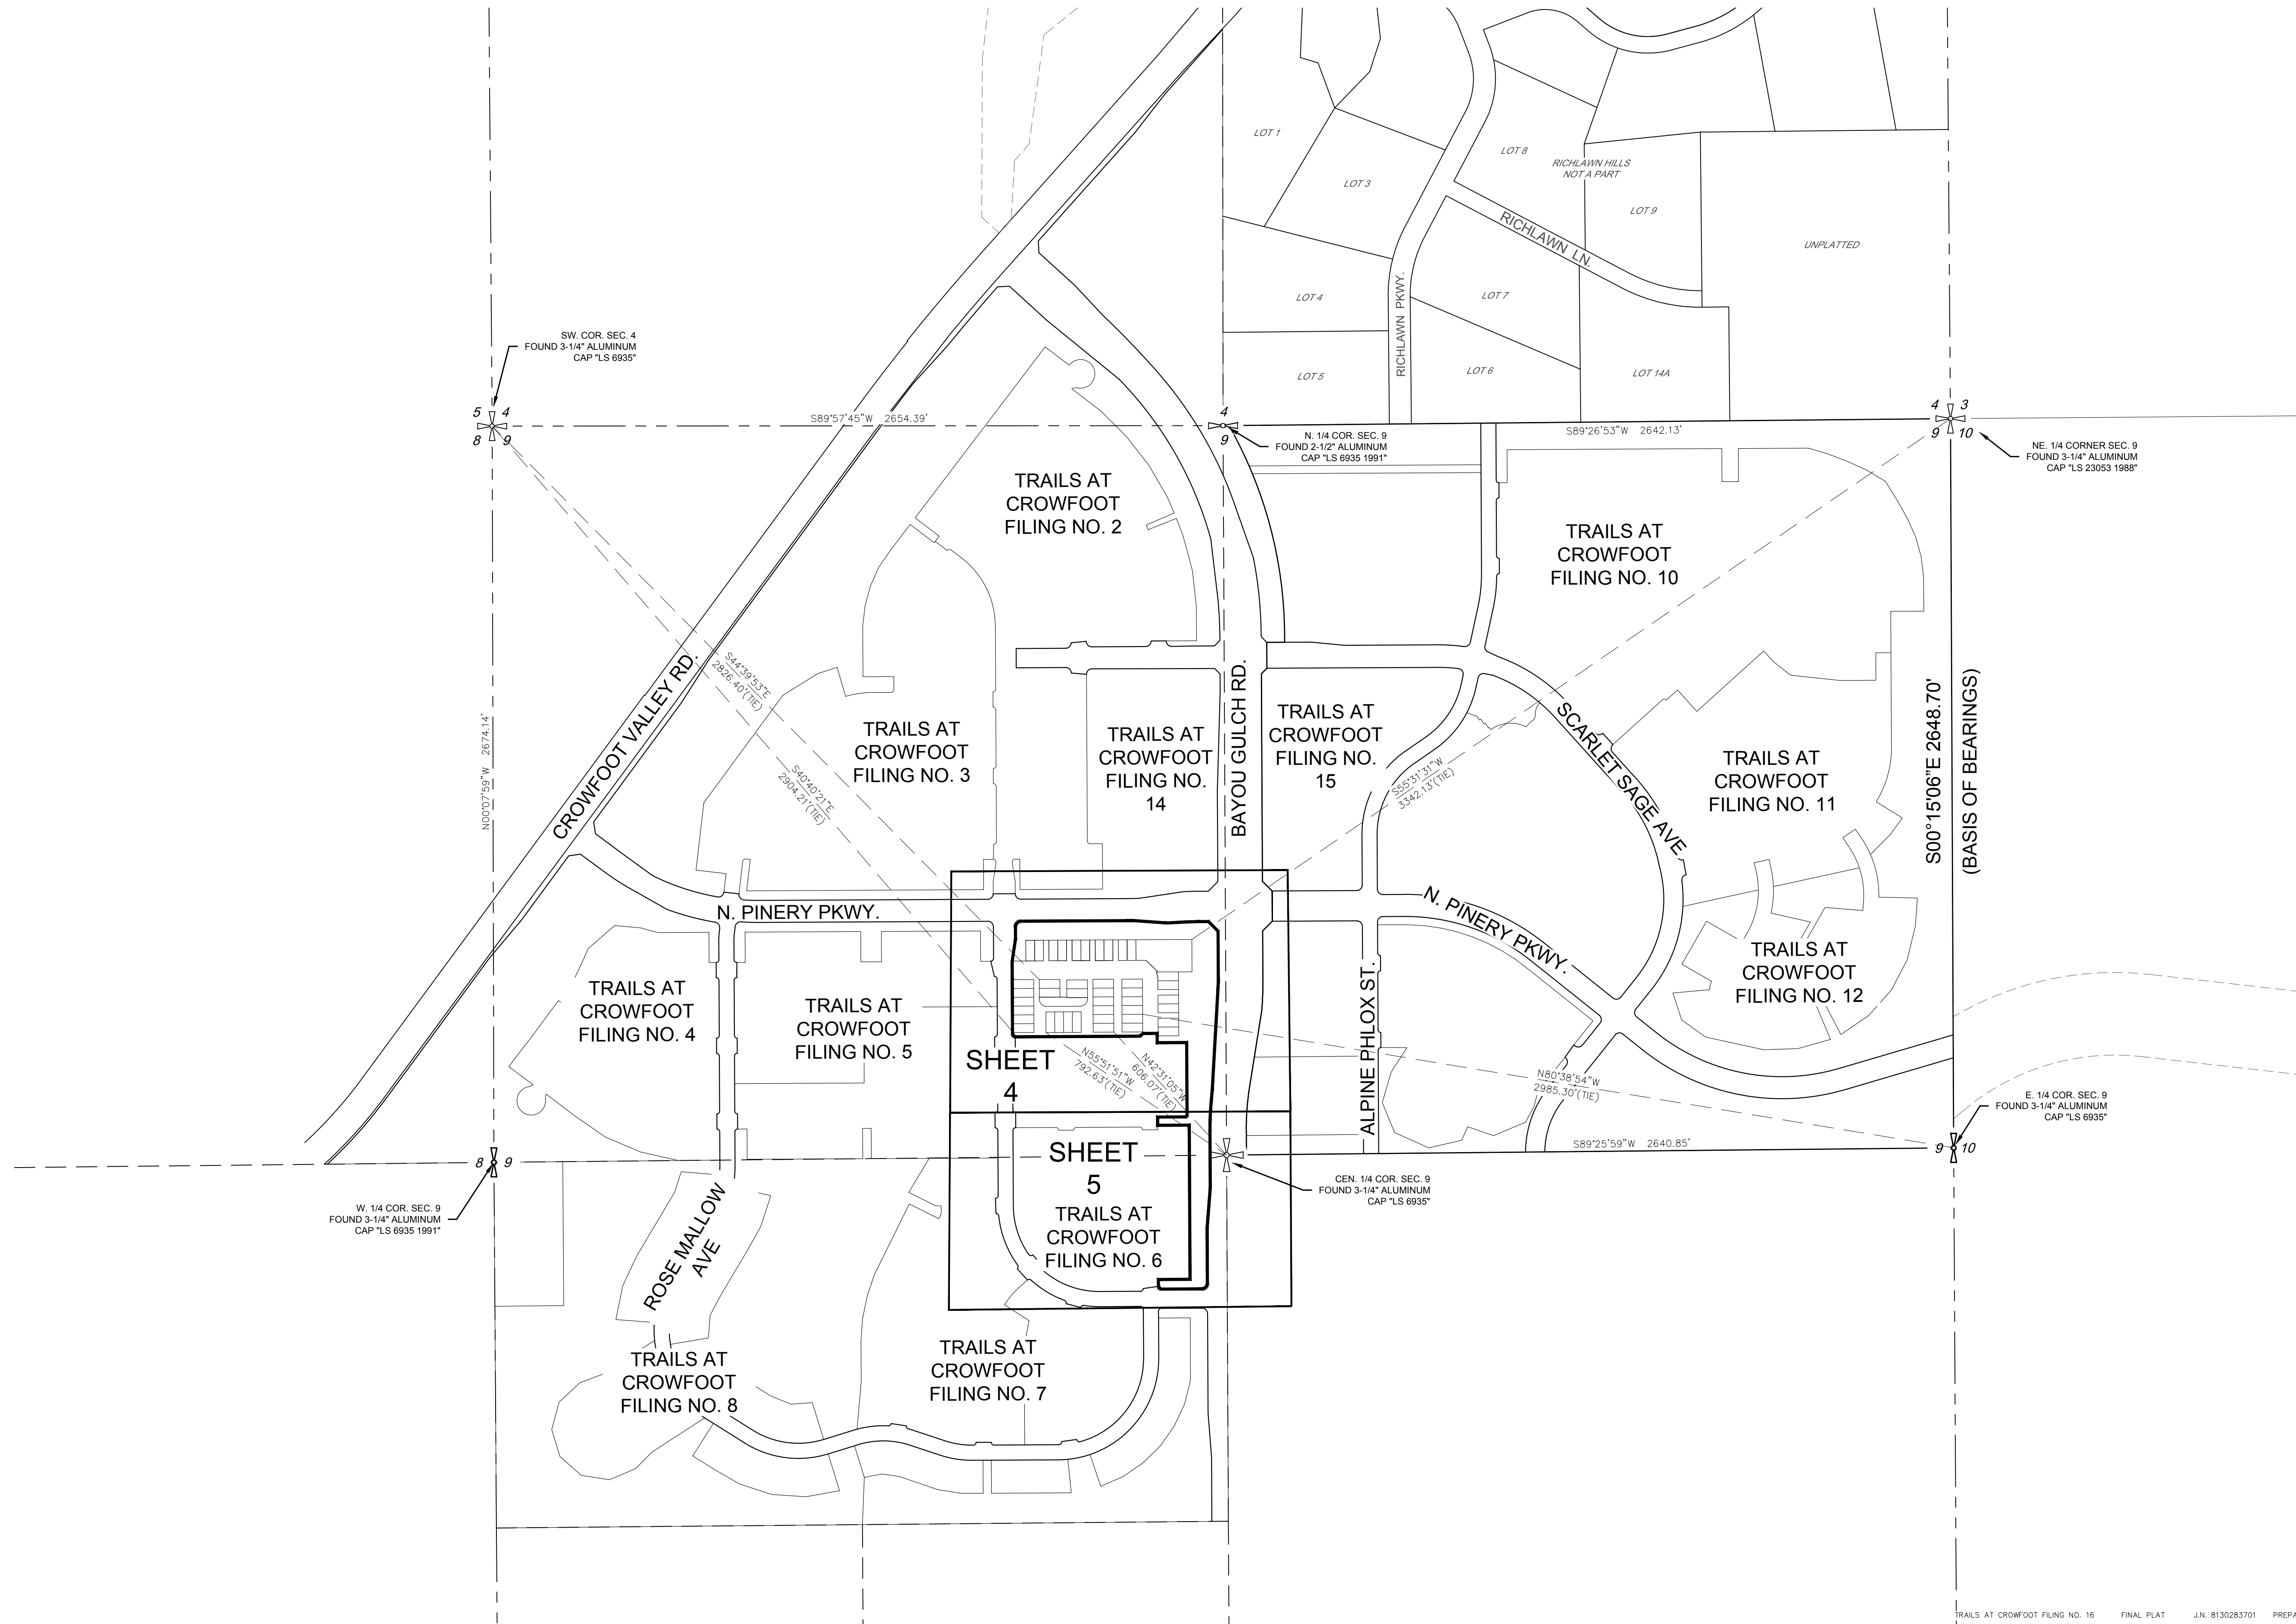 LOT 1
LOT 3
LOT 8
RICHLAWN HILLS
NOT A PART
LOT 9
RICHLAWN LN.
UNPLATTED
LOT 4
RICHLAWN PKWY.
LOT 7
LOT 5
LOT 6
LOT 14A
SW. COR. SEC. 4
FOUND 3-1/4" ALUMINUM
CAP "LS 6935"
5 4
8 9
S89°57'45"W 2654.39'
4
9
N. 1/4 COR. SEC. 9
FOUND 2-1/2" ALUMINUM
CAP "LS 6935 1991"
S89°26'53"W 2642.13'
4 3
9 10
NE. 1/4 CORNER SEC. 9
FOUND 3-1/4" ALUMINUM
CAP "LS 23053 1988"
TRAILS AT
CROWFOOT
FILING NO. 2
TRAILS AT
CROWFOOT
FILING NO. 10
N00°07'59"W 2674.14'
CROWFOOT VALLEY RD.
S44°39'53"E
2826.40'(TIE)
S40°40'21"E
2904.21'(TIE)
TRAILS AT
CROWFOOT
FILING NO. 3
TRAILS AT
CROWFOOT
FILING NO.
14
BAYOU GULCH RD.
TRAILS AT
CROWFOOT
FILING NO.
15
S55°31'31"W
3342.13'(TIE)
SCARLET SAGE AVE
TRAILS AT
CROWFOOT
FILING NO. 11
S00°15'06"E 2648.70'
(BASIS OF BEARINGS)
N. PINERY PKWY.
N. PINERY PKWY.
TRAILS AT
CROWFOOT
FILING NO. 12
TRAILS AT
CROWFOOT
FILING NO. 4
TRAILS AT
CROWFOOT
FILING NO. 5
SHEET
4
N55°51'51"W
792.63'(TIE)
N42°31'05"W
606.07'(TIE)
ALPINE PHLOX ST.
N80°38'54"W
2985.30'(TIE)
S89°25'59"W 2640.85'
E. 1/4 COR. SEC. 9
FOUND 3-1/4" ALUMINUM
CAP "LS 6935"
9 10
8 9
W. 1/4 COR. SEC. 9
FOUND 3-1/4" ALUMINUM
CAP "LS 6935 1991"
SHEET
5
TRAILS AT
CROWFOOT
FILING NO. 6
CEN. 1/4 COR. SEC. 9
FOUND 3-1/4" ALUMINUM
CAP "LS 6935"
ROSE MALLOW
AVE
TRAILS AT
CROWFOOT
FILING NO. 8
TRAILS AT
CROWFOOT
FILING NO. 7
TRAILS AT CROWFOOT FILING NO. 16 FINAL PLAT J.N. 8130283701 PREPA